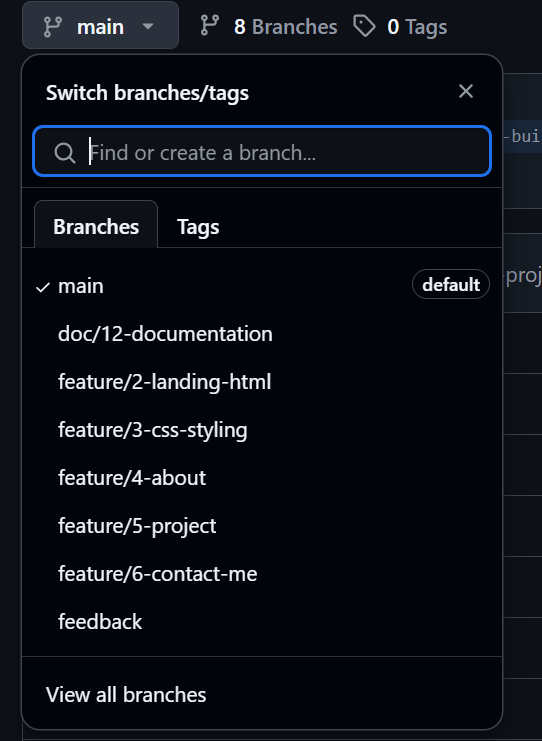 main 8 Branches 0 Tags
Switch branches/tags
-bui
Find or create a branch...
Branches Tags
-proj
main default
doc/12-documentation
feature/2-landing-html
feature/3-css-styling
feature/4-about
feature/5-project
feature/6-contact-me
feedback
View all branches